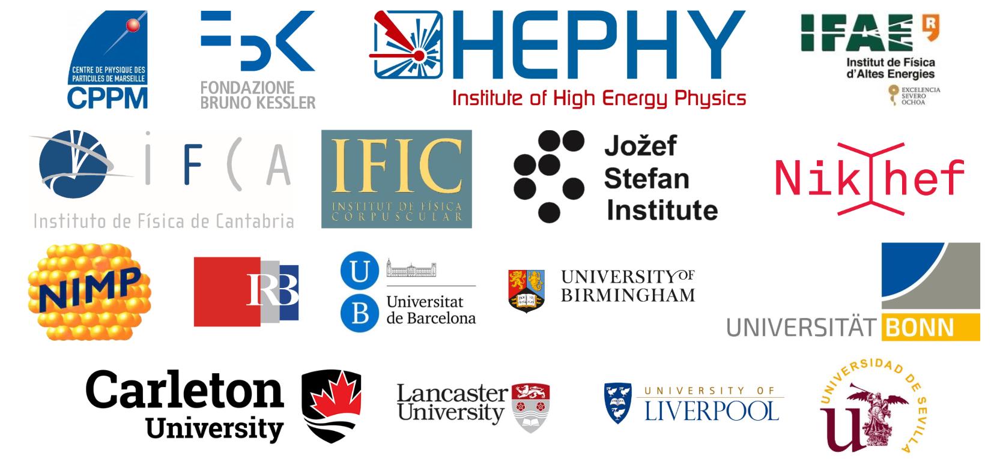 CENTRE DE PHYSIQUE DES
PARTICULES DE MARSEILLE
CPPM
FbK
FONDAZIONE
BRUNO KESSLER
HEPHY
Institute of High Energy Physics
IFAE R
Institut de Física
d'Altes Energies
EXCELENCIA
SEVERO
OCHOA
iFCA
Instituto de Física de Cantabria
IFIC
INSTITUT DE FÍSICA
CORPUSCULAR
Jožef
Stefan
Institute
Nikhef
NIMP
RB
U
B
Universitat
de Barcelona
UNIVERSITY OF
BIRMINGHAM
UNIVERSITÄT BONN
Carleton
University
Lancaster
University
UNIVERSITY OF
LIVERPOOL
UNIVERSIDAD DE SEVILLA
u